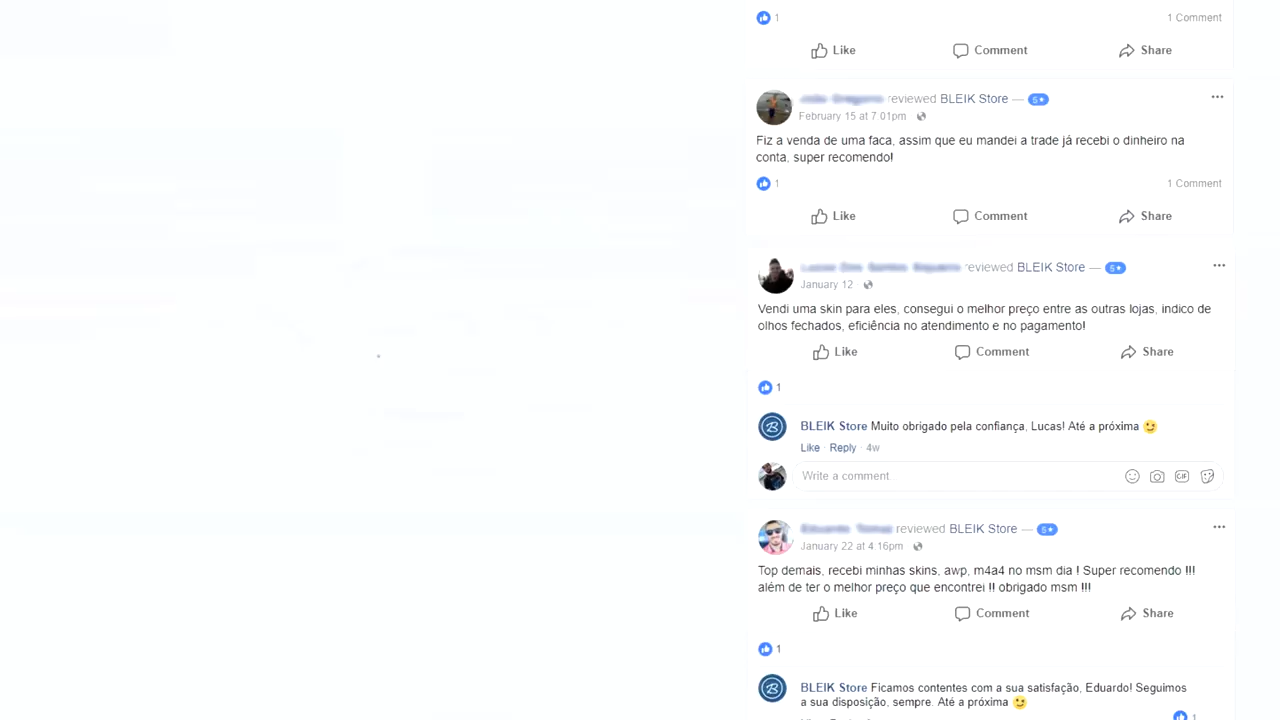 1
1 Comment
Like
Comment
Share
reviewed BLEIK Store — 5★
February 15 at 7:01pm
Fiz a venda de uma faca, assim que eu mandei a trade já recebi o dinheiro na
conta, super recomendo!
1
1 Comment
Like
Comment
Share
reviewed BLEIK Store — 5★
January 12
Vendi uma skin para eles, consegui o melhor preço entre as outras lojas, indico de
olhos fechados, eficiência no atendimento e no pagamento!
Like
Comment
Share
1
BLEIK Store Muito obrigado pela confiança, Lucas! Até a próxima
Like · Reply · 4w
Write a comment
GIF
reviewed BLEIK Store — 5★
January 22 at 4:16pm
Top demais, recebi minhas skins, awp, m4a4 no msm dia ! Super recomendo !!!
além de ter o melhor preço que encontrei !! obrigado msm !!!
Like
Comment
Share
1
BLEIK Store Ficamos contentes com a sua satisfação, Eduardo! Seguimos
a sua disposição, sempre. Até a próxima
1